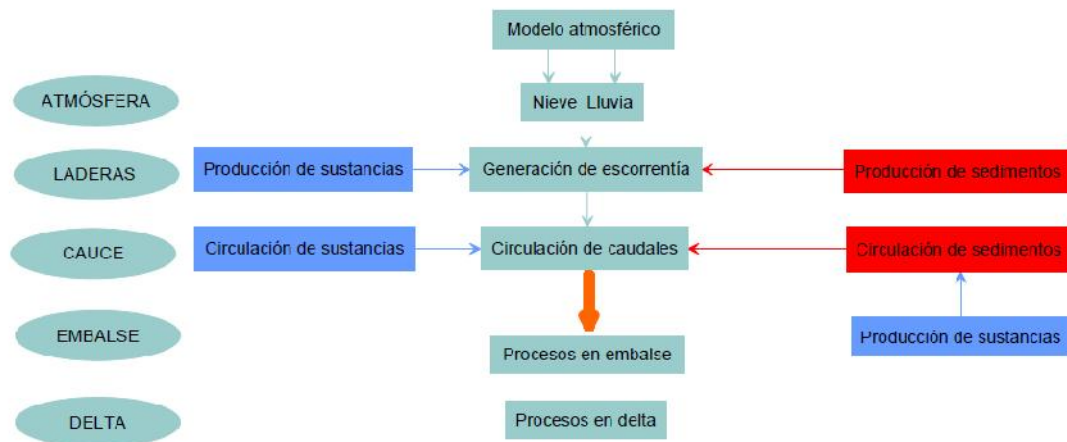 Modelo atmosférico
ATMÓSFERA
Nieve Lluvia
LADERAS
Producción de sustancias
Generación de escorrentía
Producción de sedimentos
CAUCE
Circulación de sustancias
Circulación de caudales
Circulación de sedimentos
EMBALSE
Procesos en embalse
Producción de sustancias
DELTA
Procesos en delta